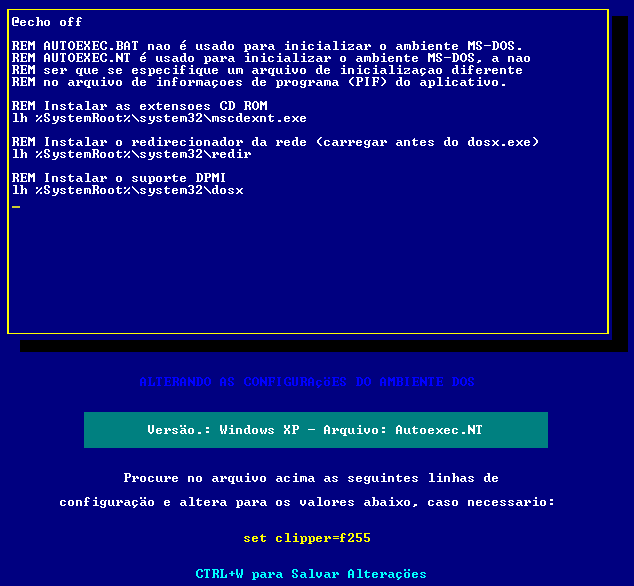 @echo off
REM AUTOEXEC.BAT nao é usado para inicializar o ambiente MS-DOS.
REM AUTOEXEC.NT é usado para inicializar o ambiente MS-DOS, a nao
REM ser que se especifique um arquivo de inicializaçao diferente
REM no arquivo de informaçoes de programa (PIF) do aplicativo.
REM Instalar as extensoes CD ROM
lh %SystemRoot%\system32\mscdexnt.exe
REM Instalar o redirecionador da rede (carregar antes do dosx.exe)
lh %SystemRoot%\system32\redir
REM Instalar o suporte DPMI
lh %SystemRoot%\system32\dosx
ALTERANDO AS CONFIGURAçHES DO AMBIENTE DOS
Versäo.: Windows XP - Arquivo: Autoexec.NT
Procure no arquivo acima as seguintes linhas de
configuraçäo e altera para os valores abaixo, caso necessario:
set clipper=f255
CTRL+W para Salvar Alteraçöes